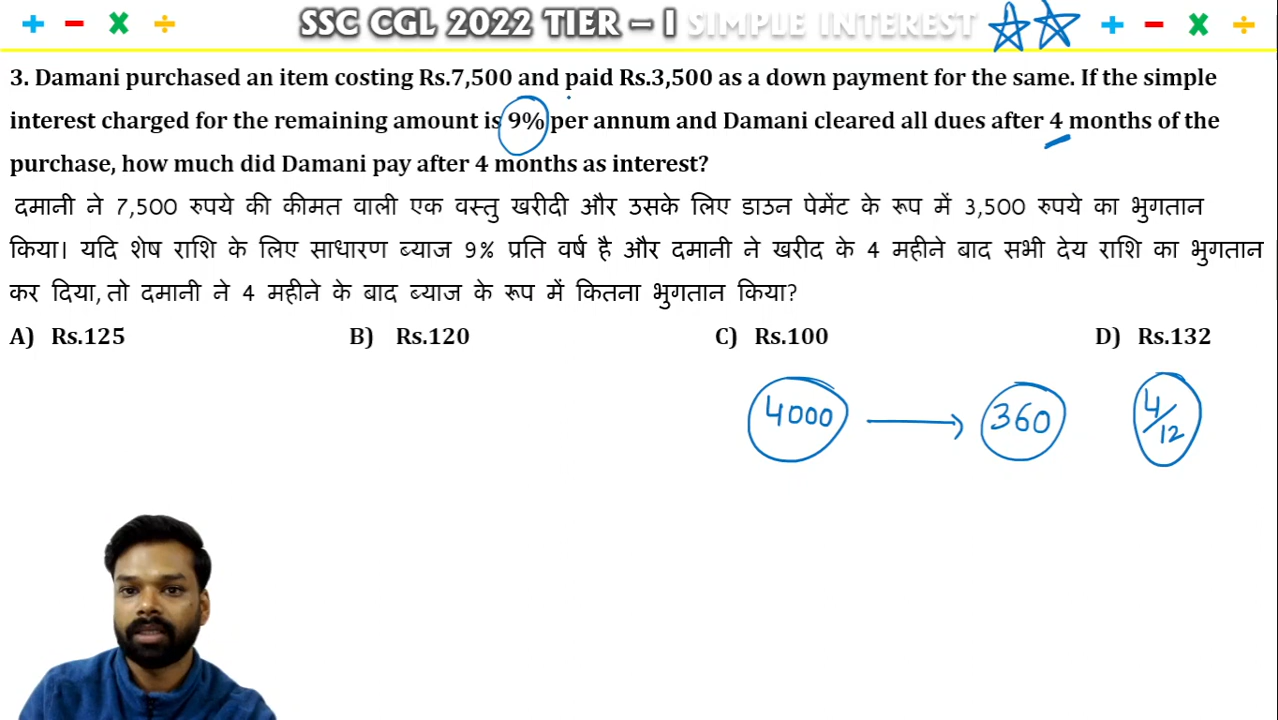 + - × ÷ SSC CGL 2022 TIER – I SIMPLE INTEREST + - × ÷
3. Damani purchased an item costing Rs.7,500 and paid Rs.3,500 as a down payment for the same. If the simple
interest charged for the remaining amount is 9% per annum and Damani cleared all dues after 4 months of the
purchase, how much did Damani pay after 4 months as interest?
दमानी ने 7,500 रुपये की कीमत वाली एक वस्तु खरीदी और उसके लिए डाउन पेमेंट के रूप में 3,500 रुपये का भुगतान
किया। यदि शेष राशि के लिए साधारण ब्याज 9% प्रति वर्ष है और दमानी ने खरीद के 4 महीने बाद सभी देय राशि का भुगतान
कर दिया, तो दमानी ने 4 महीने के बाद ब्याज के रूप में कितना भुगतान किया?
A) Rs.125 B) Rs.120 C) Rs.100 D) Rs.132
4000 → 360 4/12